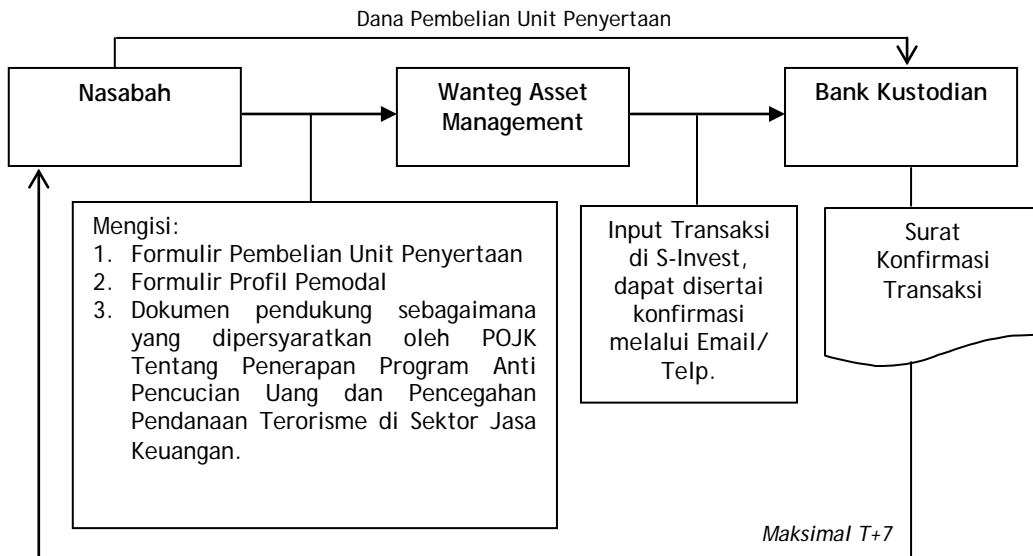 Dana Pembelian Unit Penyertaan
Nasabah
Wanteg Asset
Management
Bank Kustodian
Mengisi:
1. Formulir Pembelian Unit Penyertaan
2. Formulir Profil Pemodal
3. Dokumen pendukung sebagaimana
yang dipersyaratkan oleh POJK
Tentang Penerapan Program Anti
Pencucian Uang dan Pencegahan
Pendanaan Terorisme di Sektor Jasa
Keuangan.
Input Transaksi
di S-Invest,
dapat disertai
konfirmasi
melalui Email/
Telp.
Surat
Konfirmasi
Transaksi
Maksimal T+7